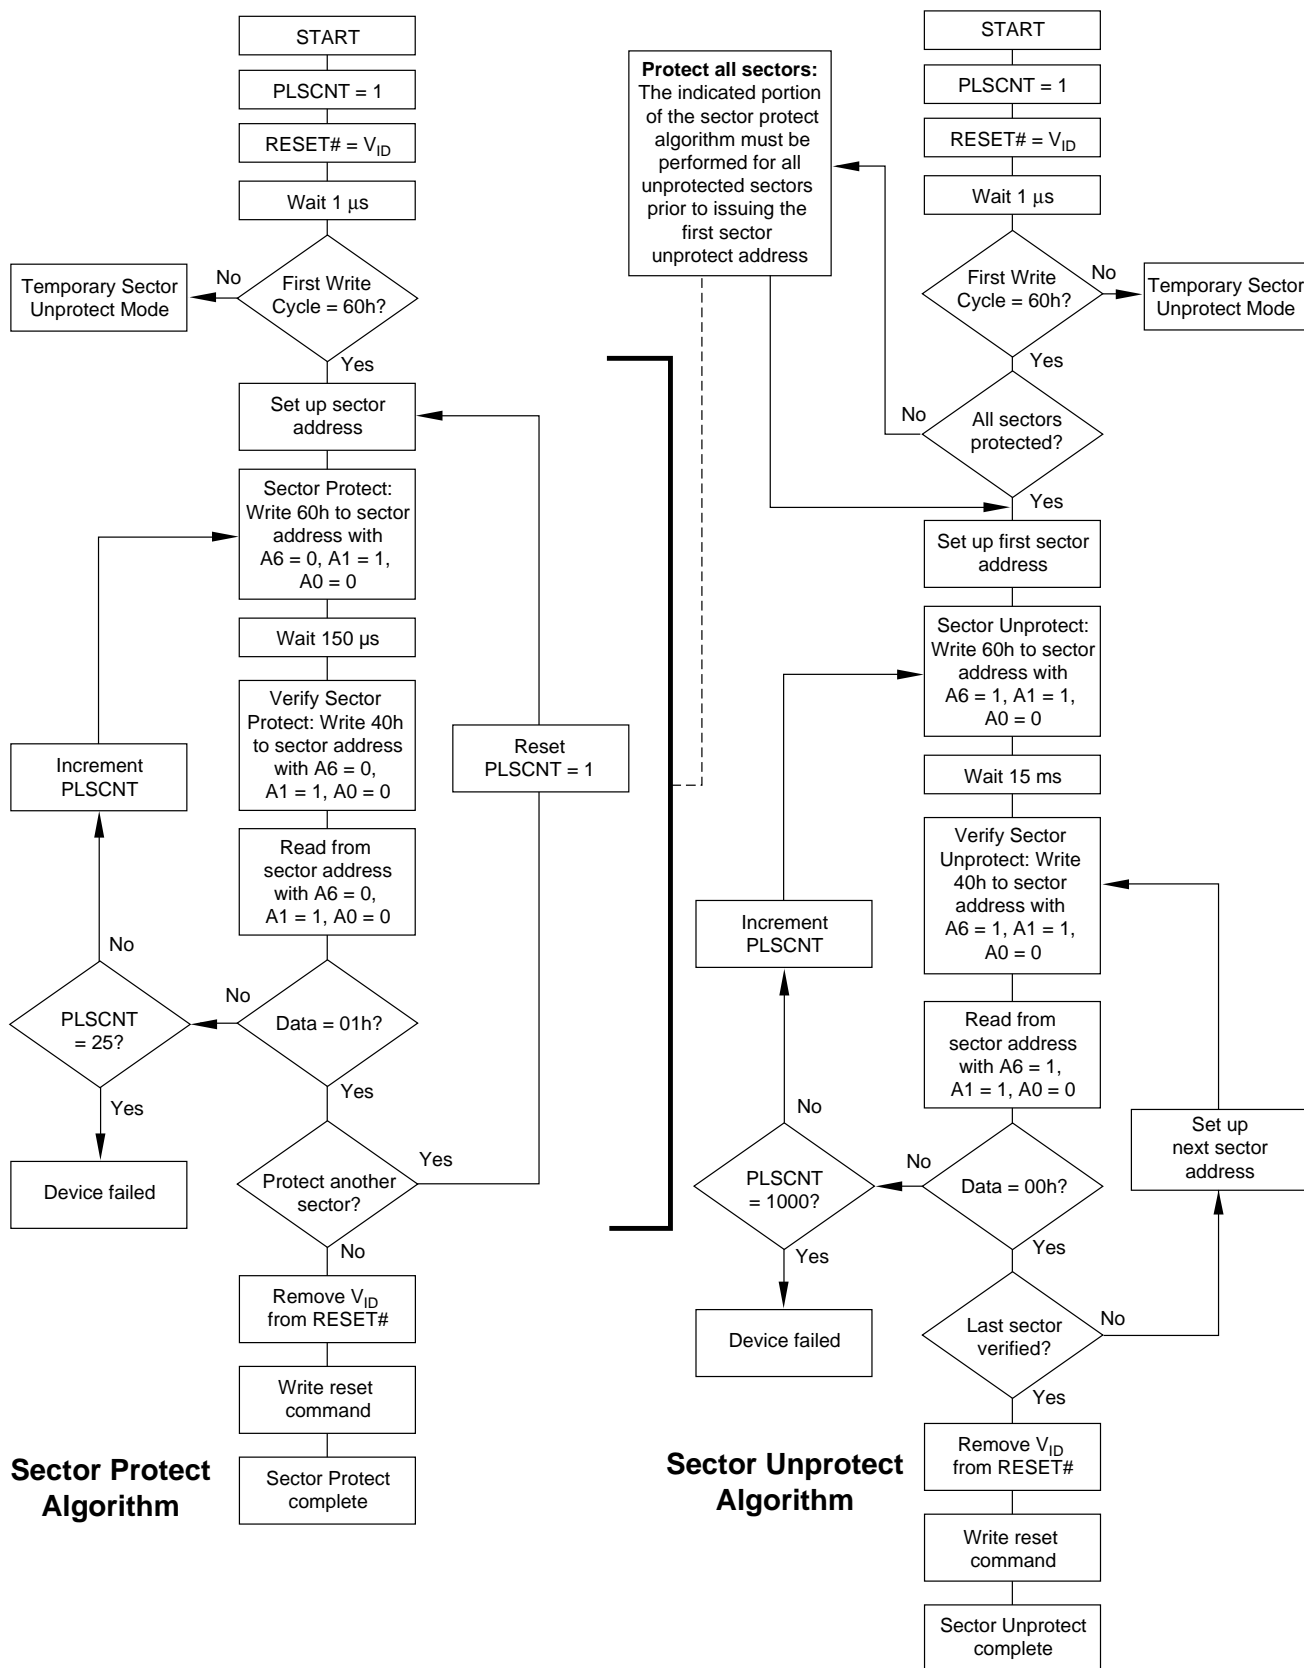 START
PLSCNT = 1
RESET# = VID
Wait 1 μs
First Write
Cycle = 60h?
No
Temporary Sector
Unprotect Mode
Yes
Set up sector
address
Sector Protect:
Write 60h to sector
address with
A6 = 0, A1 = 1,
A0 = 0
Wait 150 µs
Verify Sector
Protect: Write 40h
to sector address
with A6 = 0,
A1 = 1, A0 = 0
Increment
PLSCNT
Reset
PLSCNT = 1
Read from
sector address
with A6 = 0,
A1 = 1, A0 = 0
No
No
PLSCNT
= 25?
Data = 01h?
Yes
Yes
Device failed
Protect another
sector?
Yes
No
Remove VID
from RESET#
Write reset
command
Sector Protect
complete
Sector Protect
Algorithm
Protect all sectors:
The indicated portion
of the sector protect
algorithm must be
performed for all
unprotected sectors
prior to issuing the
first sector
unprotect address
START
PLSCNT = 1
RESET# = VID
Wait 1 μs
First Write
Cycle = 60h?
No
Temporary Sector
Unprotect Mode
Yes
No
All sectors
protected?
Yes
Set up first sector
address
Sector Unprotect:
Write 60h to sector
address with
A6 = 1, A1 = 1,
A0 = 0
Wait 15 ms
Verify Sector
Unprotect: Write
40h to sector
address with
A6 = 1, A1 = 1,
A0 = 0
Increment
PLSCNT
Read from
sector address
with A6 = 1,
A1 = 1, A0 = 0
No
Set up
next sector
address
No
PLSCNT
= 1000?
Data = 00h?
Yes
Yes
Device failed
Last sector
verified?
No
Yes
Remove VID
from RESET#
Write reset
command
Sector Unprotect
complete
Sector Unprotect
Algorithm